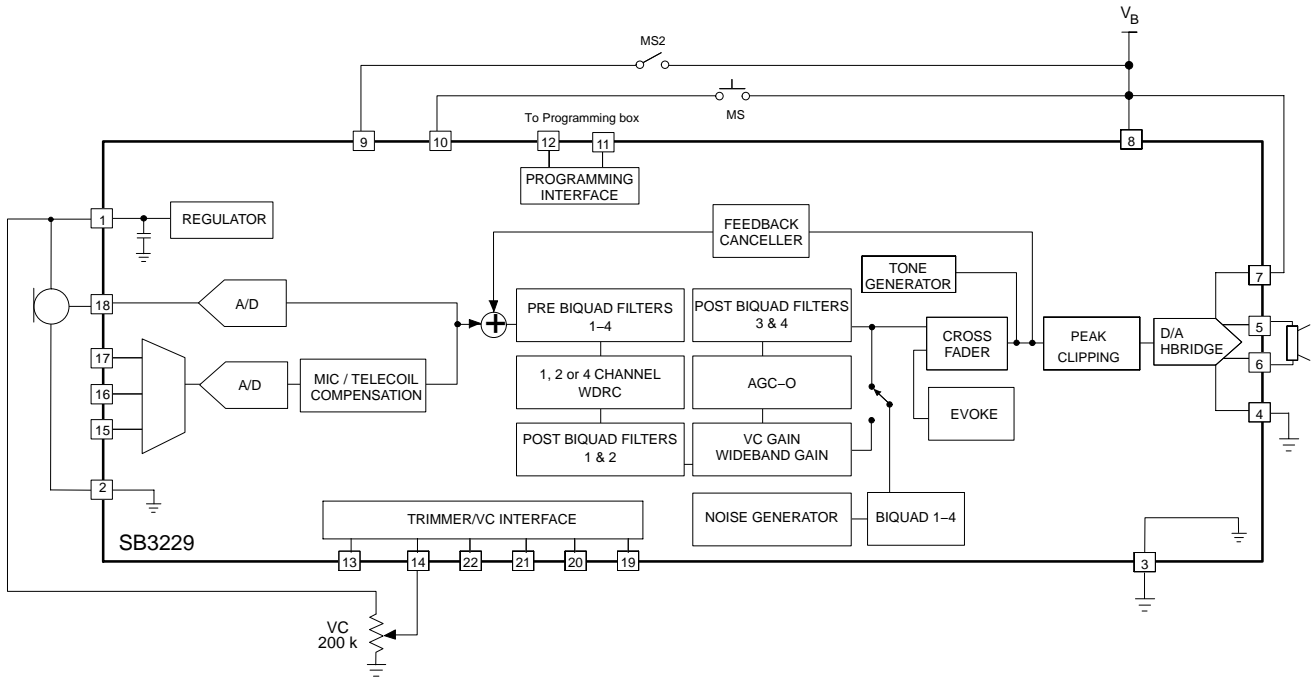 V_B
MS2
MS
To Programming box
9
10
12
11
8
PROGRAMMING
INTERFACE
1
REGULATOR
FEEDBACK
CANCELLER
TONE
GENERATOR
7
18
A/D
+
PRE BIQUAD FILTERS
1–4
POST BIQUAD FILTERS
3 & 4
CROSS
FADER
PEAK
CLIPPING
D/A
HBRIDGE
5
6
17
16
15
A/D
MIC / TELECOIL
COMPENSATION
1, 2 or 4 CHANNEL
WDRC
AGC–O
EVOKE
4
POST BIQUAD FILTERS
1 & 2
VC GAIN
WIDEBAND GAIN
2
TRIMMER/VC INTERFACE
NOISE GENERATOR
BIQUAD 1–4
SB3229
13
14
22
21
20
19
3
VC
200 k